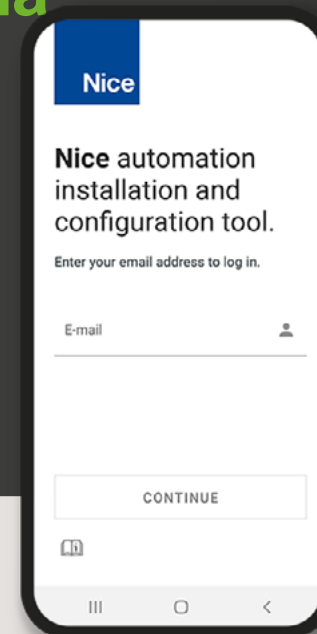 Nice
Nice automation
installation and
configuration tool.
Enter your email address to log in.
E-mail
CONTINUE